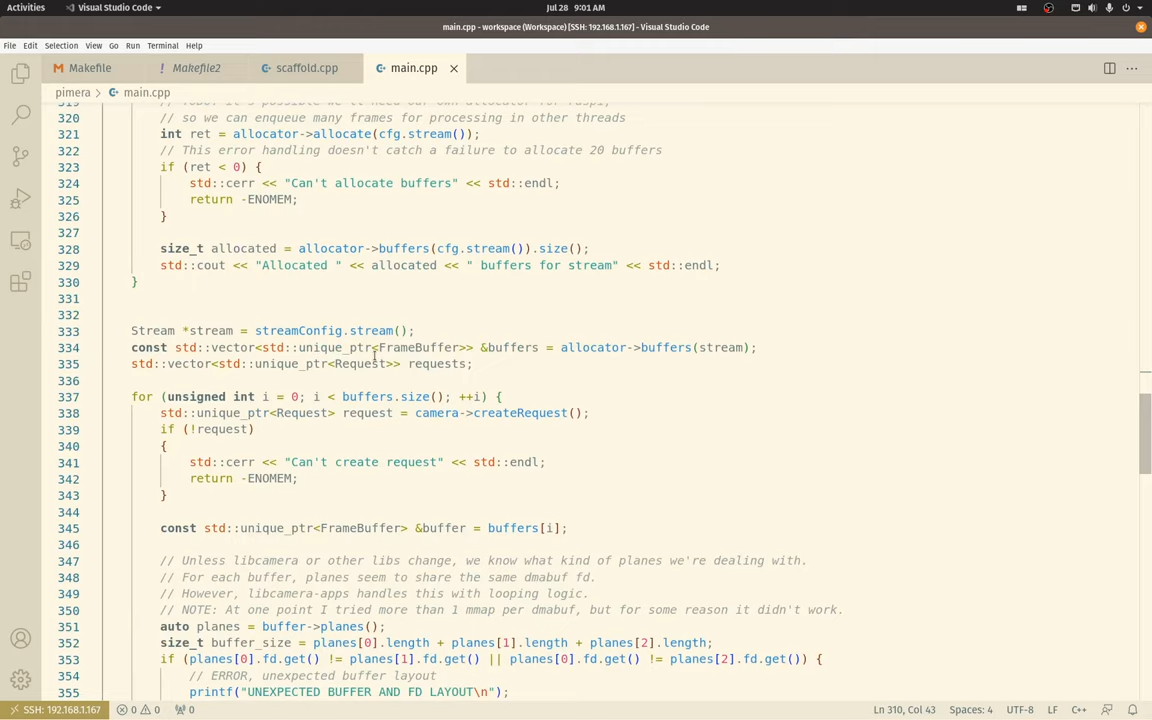 Activities
Visual Studio Code
Jul 28 9:01 AM
main.cpp - workspace (Workspace) [SSH: 192.168.1.167] - Visual Studio Code
File Edit Selection View Go Run Terminal Help
Makefile
Makefile2
scaffold.cpp
main.cpp
pimera > main.cpp
320 // so we can enqueue many frames for processing in other threads
321 int ret = allocator->allocate(cfg.stream());
322 // This error handling doesn't catch a failure to allocate 20 buffers
323 if (ret < 0) {
324 std::cerr << "Can't allocate buffers" << std::endl;
325 return -ENOMEM;
326 }
327
328 size_t allocated = allocator->buffers(cfg.stream()).size();
329 std::cout << "Allocated " << allocated << " buffers for stream" << std::endl;
330 }
331
332
333 Stream *stream = streamConfig.stream();
334 const std::vector<std::unique_ptr<FrameBuffer>> &buffers = allocator->buffers(stream);
335 std::vector<std::unique_ptr<Request>> requests;
336
337 for (unsigned int i = 0; i < buffers.size(); ++i) {
338 std::unique_ptr<Request> request = camera->createRequest();
339 if (!request)
340 {
341 std::cerr << "Can't create request" << std::endl;
342 return -ENOMEM;
343 }
344
345 const std::unique_ptr<FrameBuffer> &buffer = buffers[i];
346
347 // Unless libcamera or other libs change, we know what kind of planes we're dealing with.
348 // For each buffer, planes seem to share the same dmabuf fd.
349 // However, libcamera-apps handles this with looping logic.
350 // NOTE: At one point I tried more than 1 mmap per dmabuf, but for some reason it didn't work.
351 auto planes = buffer->planes();
352 size_t buffer_size = planes[0].length + planes[1].length + planes[2].length;
353 if (planes[0].fd.get() != planes[1].fd.get() || planes[0].fd.get() != planes[2].fd.get()) {
354 // ERROR, unexpected buffer layout
355 printf("UNEXPECTED BUFFER AND FD LAYOUT\n");
SSH: 192.168.1.167 0 0 0 Ln 310, Col 43 Spaces: 4 UTF-8 LF C++